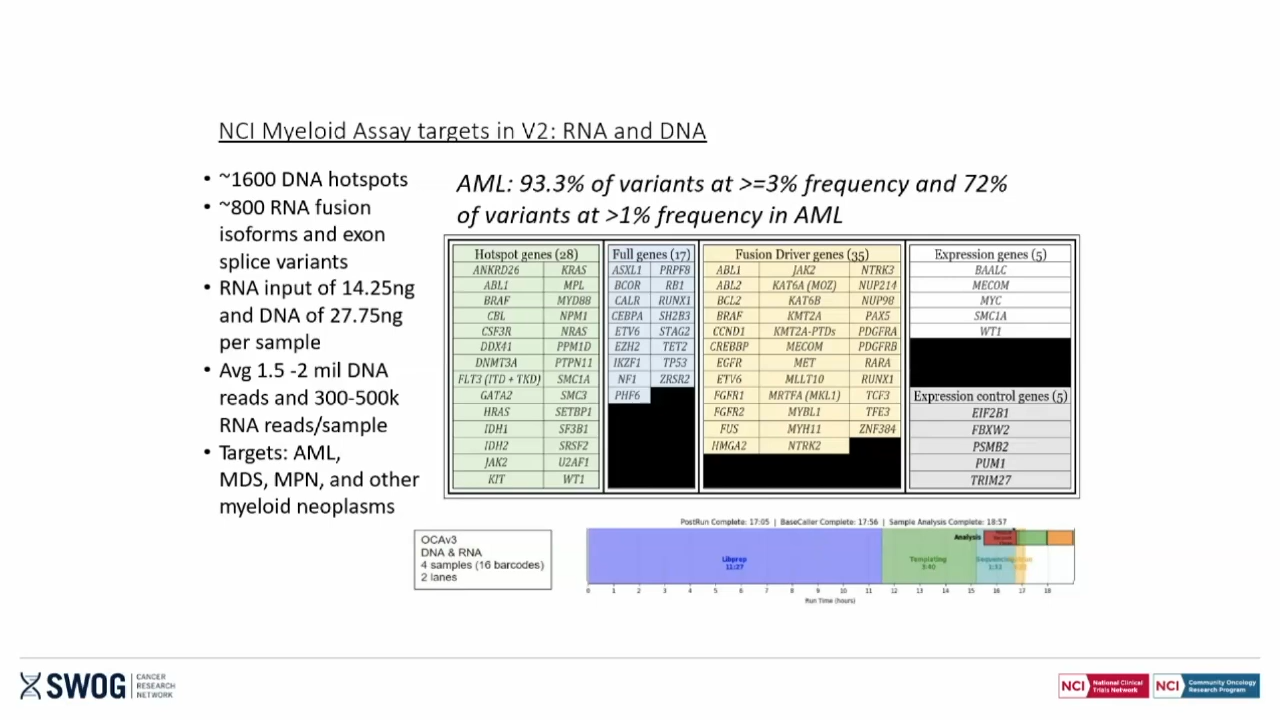 NCI Myeloid Assay targets in V2: RNA and DNA
• ~1600 DNA hotspots
• ~800 RNA fusion
isoforms and exon
splice variants
• RNA input of 14.25ng
and DNA of 27.75ng
per sample
• Avg 1.5 -2 mil DNA
reads and 300-500k
RNA reads/sample
• Targets: AML,
MDS, MPN, and other
myeloid neoplasms
AML: 93.3% of variants at >=3% frequency and 72%
of variants at >1% frequency in AML
Hotspot genes (28)
ANKRD26 KRAS
ABL1 MPL
BRAF MYD88
CBL NPM1
CSF3R NRAS
DDX41 PPM1D
DNMT3A PTPN11
FLT3 (ITD + TKD) SMC1A
GATA2 SMC3
HRAS SETBP1
IDH1 SF3B1
IDH2 SRSF2
JAK2 U2AF1
KIT WT1
Full genes (17)
ASXL1 PRPF8
BCOR RB1
CALR RUNX1
CEBPA SH2B3
ETV6 STAG2
EZH2 TET2
IKZF1 TP53
NF1 ZRSR2
PHF6
Fusion Driver genes (35)
ABL1 JAK2 NTRK3
ABL2 KAT6A (MOZ) NUP214
BCL2 KAT6B NUP98
BRAF KMT2A PAX5
CCND1 KMT2A-PTDs PDGFRA
CREBBP MECOM PDGFRB
EGFR MET RARA
ETV6 MLLT10 RUNX1
FGFR1 MRTFA (MKL1) TCF3
FGFR2 MYBL1 TFE3
FUS MYH11 ZNF384
HMGA2 NTRK2
Expression genes (5)
BAALC
MECOM
MYC
SMC1A
WT1
Expression control genes (5)
EIF2B1
FBXW2
PSMB2
PUM1
TRIM27
OCAv3
DNA & RNA
4 samples (16 barcodes)
2 lanes
PostRun Complete: 17:05 | BaseCaller Complete: 17:56 | Sample Analysis Complete: 18:57
Analysis
Libprep
11:27
Templating
3:40
Sequencing
1:32
0 1 2 3 4 5 6 7 8 9 10 11 12 13 14 15 16 17 18
Run Time (hours)
SWOG
CANCER
RESEARCH
NETWORK
NCI
National Clinical
Trials Network
NCI
Community Oncology
Research Program